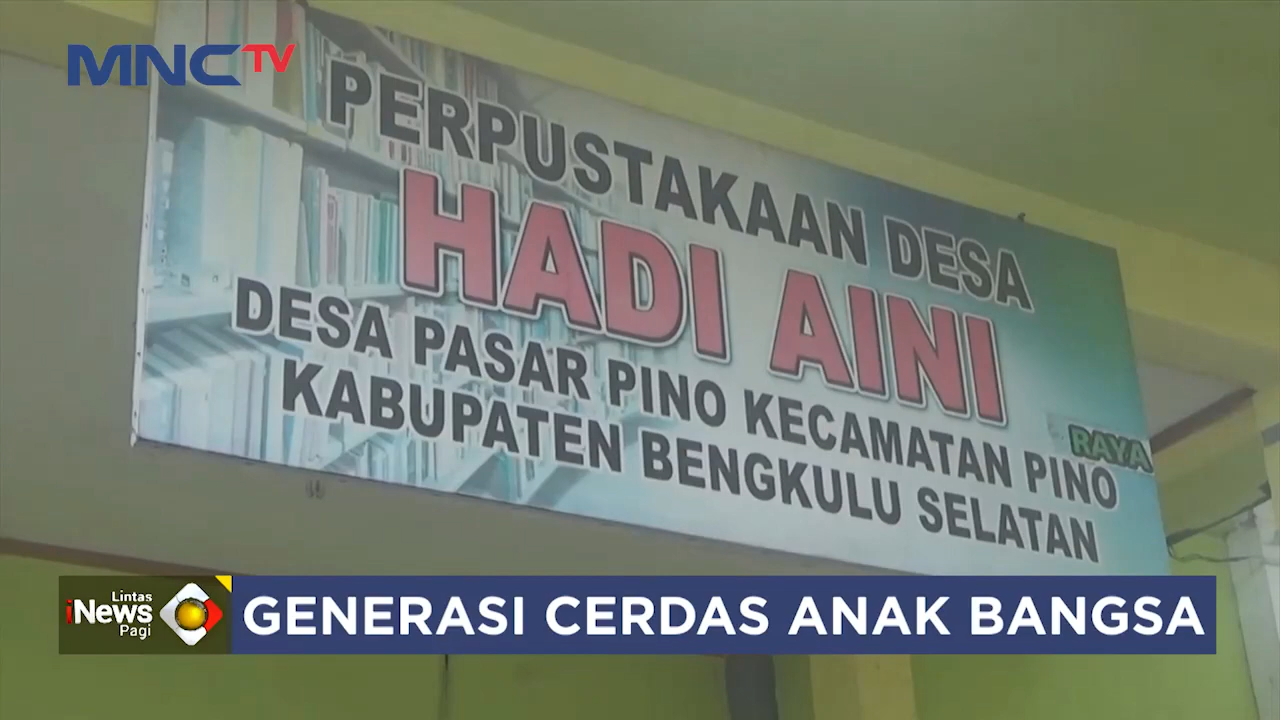 MNCTV
PERPUSTAKAAN DESA
HADI AINI
DESA PASAR PINO KECAMATAN PINO RAYA
KABUPATEN BENGKULU SELATAN
Lintas
iNews
Pagi
GENERASI CERDAS ANAK BANGSA